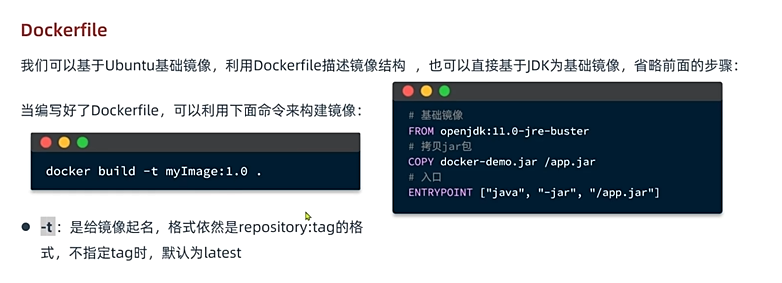 Dockerfile
我们可以基于Ubuntu基础镜像，利用Dockerfile描述镜像结构 ，也可以直接基于JDK为基础镜像，省略前面的步骤：
当编写好了Dockerfile，可以利用下面命令来构建镜像：
docker build -t myImage:1.0 .
-t：是给镜像起名，格式依然是repository:tag的格
式，不指定tag时，默认为latest
# 基础镜像
FROM openjdk:11.0-jre-buster
# 拷贝jar包
COPY docker-demo.jar /app.jar
# 入口
ENTRYPOINT ["java", "-jar", "/app.jar"]